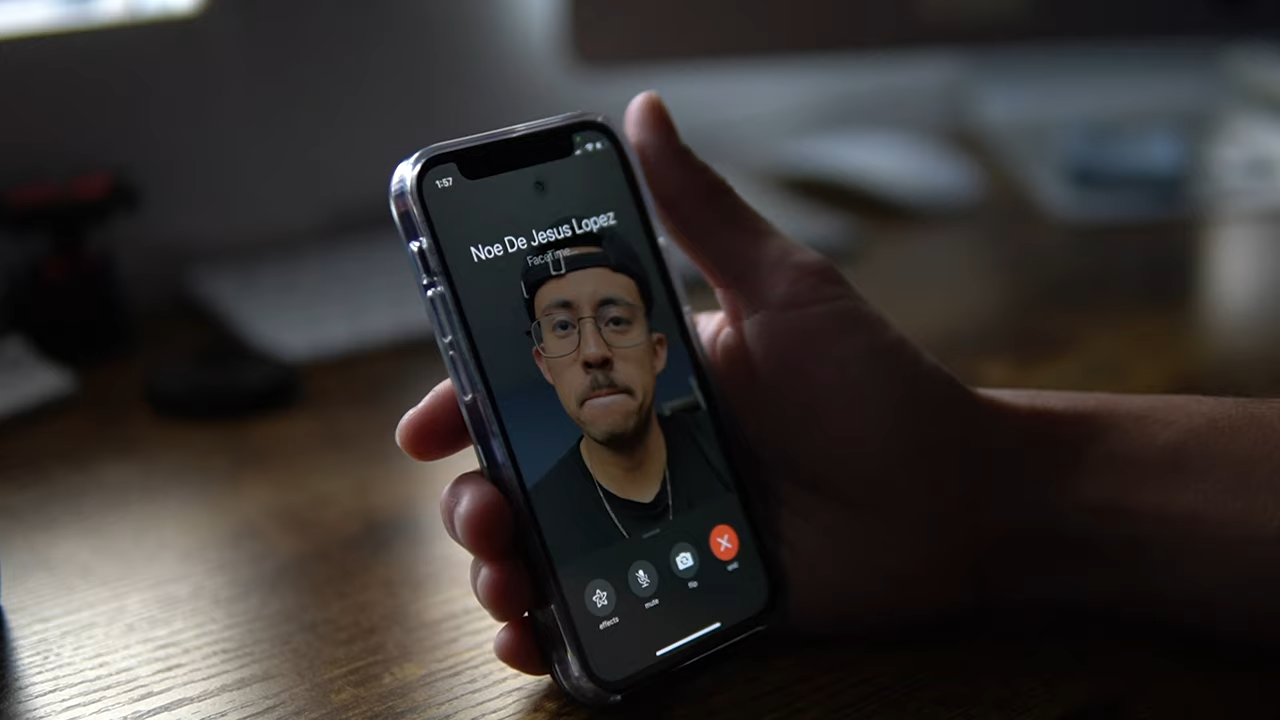 1:57
Noe De Jesus Lopez
FaceTime...
effects
mute
flip
end